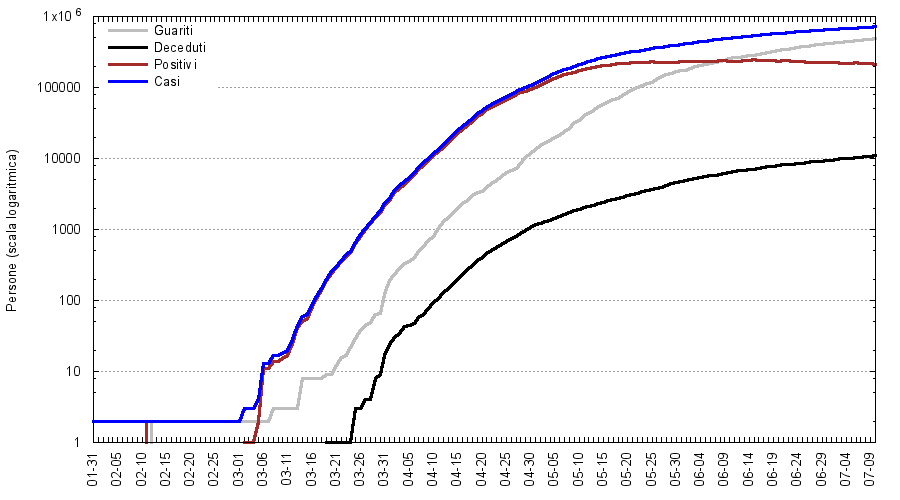 1x10 6
Guariti
Deceduti
Positivi
Casi
100000
10000
1000
100
10
1
Persone (scala logaritmica)
01-31 02-05 02-10 02-15 02-20 02-25 03-01 03-06 03-11 03-16 03-21 03-26 03-31 04-05 04-10 04-15 04-20 04-25 04-30 05-05 05-10 05-15 05-20 05-25 05-30 06-04 06-09 06-14 06-19 06-24 06-29 07-04 07-09